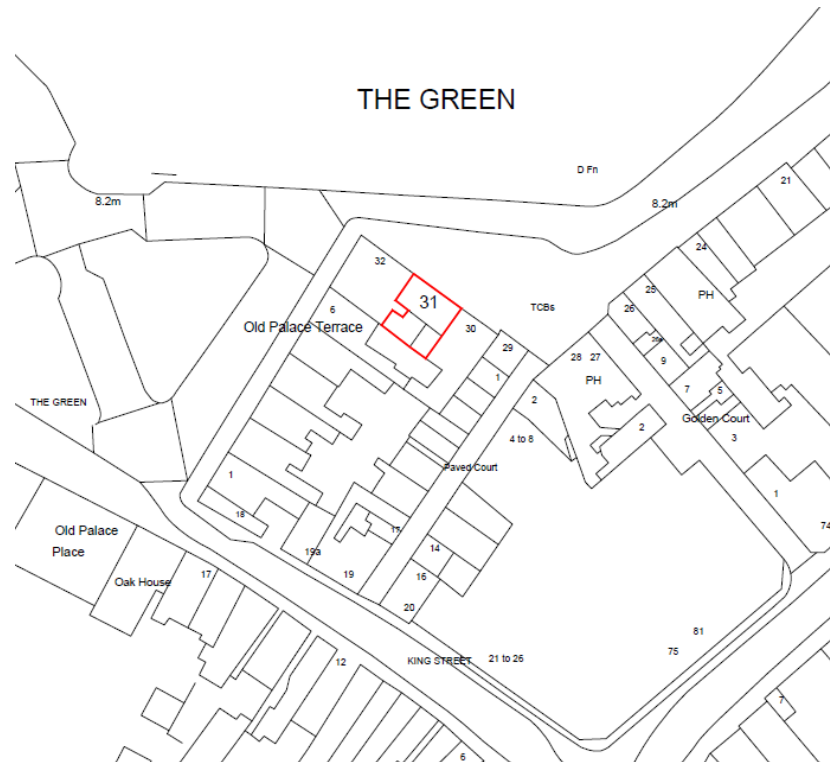 THE GREEN
D Fn
21
8.2m
8.2m
24
32
25
PH
31
6
TCBs
26
Old Palace Terrace
30
29
28
27
9
1
PH
7
5
THE GREEN
2
Golden Court
2
3
4 to 8
Paved Court
1
1
18
17
74
Old Palace
Place
19a
14
17
19
16
Oak House
20
81
12
KING STREET
21 to 26
75
7
6